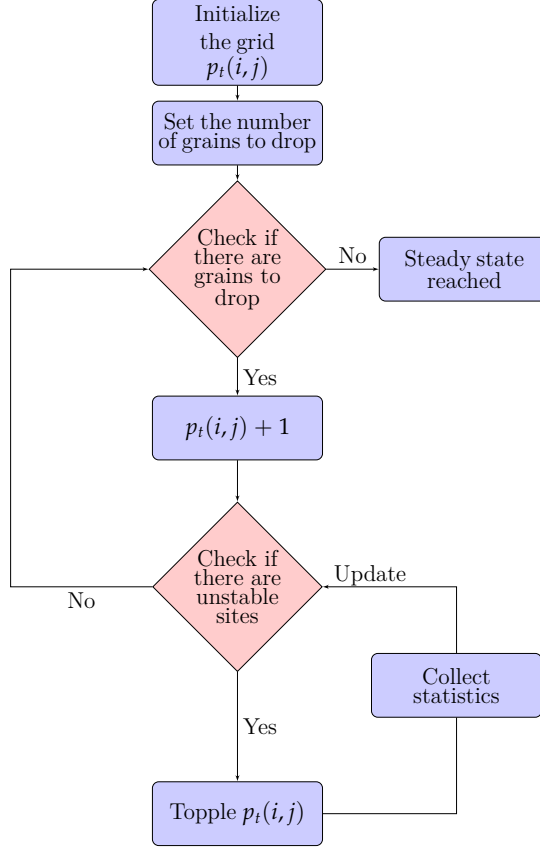 Initialize
the grid
p_t(i, j)
Set the number
of grains to drop
Check if
there are
grains to
drop
No
Steady state
reached
Yes
p_t(i, j) + 1
Check if
there are
unstable
sites
Update
No
Collect
statistics
Yes
Topple p_t(i, j)